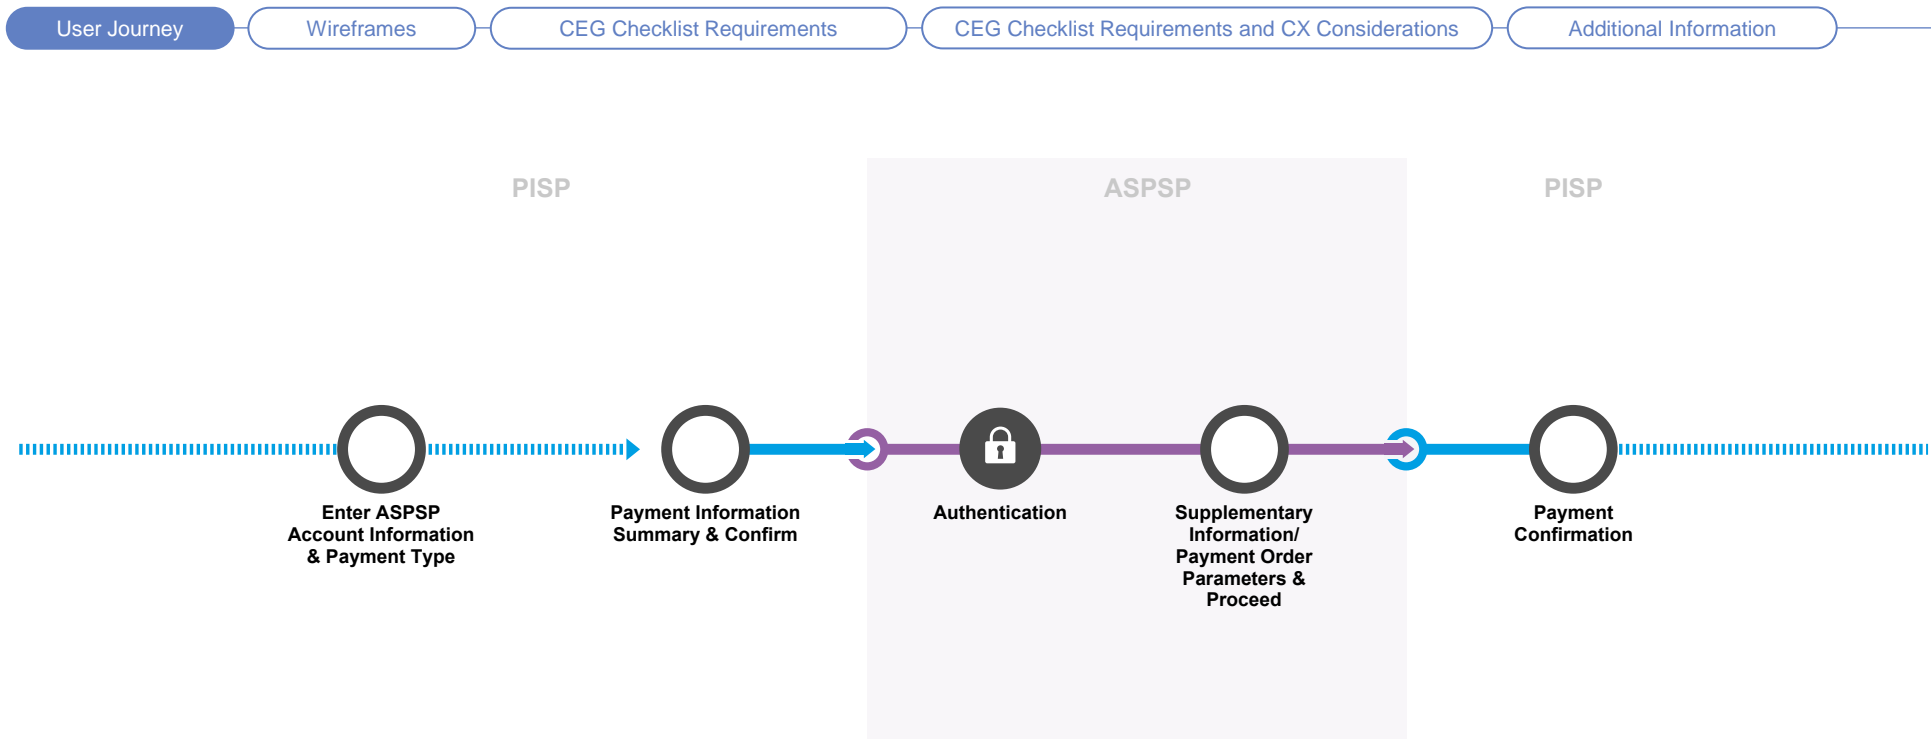 User Journey
Wireframes
CEG Checklist Requirements
CEG Checklist Requirements and CX Considerations
Additional Information
PISP
ASPSP
PISP
Enter ASPSP
Account Information
& Payment Type
Payment Information
Summary & Confirm
Authentication
Supplementary
Information/
Payment Order
Parameters &
Proceed
Payment
Confirmation